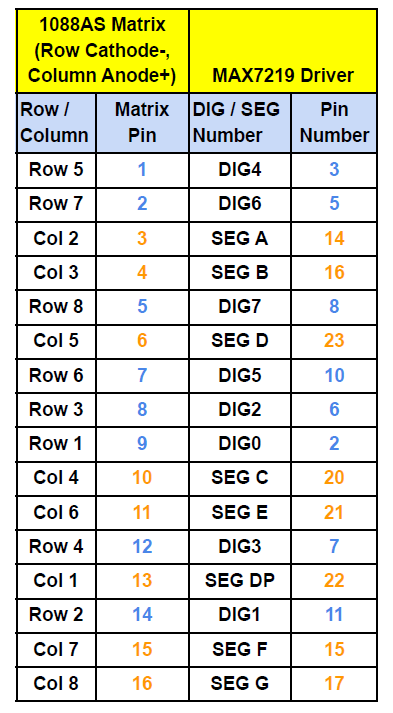 1088AS Matrix
(Row Cathode-,
Column Anode+) MAX7219 Driver
Row / Matrix DIG / SEG Pin
Column Pin Number Number
Row 5 1 DIG4 3
Row 7 2 DIG6 5
Col 2 3 SEG A 14
Col 3 4 SEG B 16
Row 8 5 DIG7 8
Col 5 6 SEG D 23
Row 6 7 DIG5 10
Row 3 8 DIG2 6
Row 1 9 DIG0 2
Col 4 10 SEG C 20
Col 6 11 SEG E 21
Row 4 12 DIG3 7
Col 1 13 SEG DP 22
Row 2 14 DIG1 11
Col 7 15 SEG F 15
Col 8 16 SEG G 17